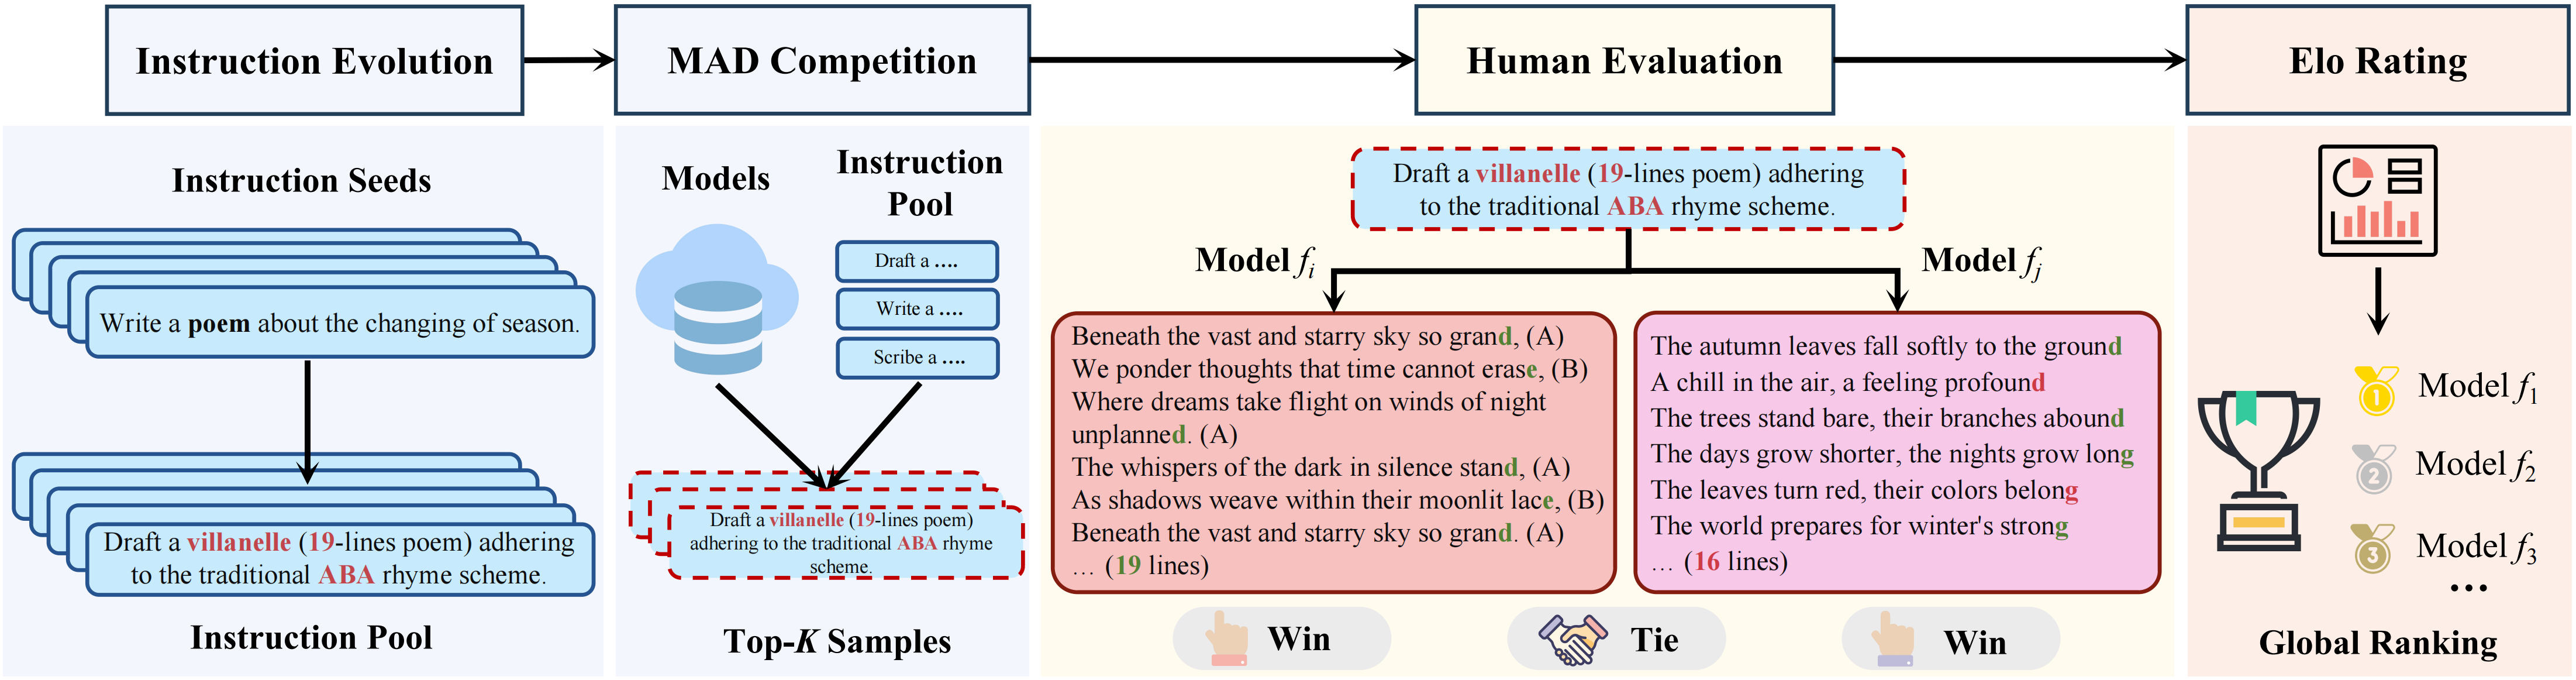 Instruction Evolution
MAD Competition
Human Evaluation
Elo Rating
Instruction Seeds
Write a poem about the changing of season.
Draft a villanelle (19-lines poem) adhering
to the traditional ABA rhyme scheme.
Instruction Pool
Models
Instruction
Pool
Draft a ....
Write a ....
Scribe a ....
Draft a villanelle (19-lines poem)
adhering to the traditional ABA rhyme
scheme.
Top-K Samples
Draft a villanelle (19-lines poem) adhering
to the traditional ABA rhyme scheme.
Model fi
Model fj
Beneath the vast and starry sky so grand, (A)
We ponder thoughts that time cannot erase, (B)
Where dreams take flight on winds of night
unplanned. (A)
The whispers of the dark in silence stand, (A)
As shadows weave within their moonlit lace, (B)
Beneath the vast and starry sky so grand. (A)
... (19 lines)
The autumn leaves fall softly to the ground
A chill in the air, a feeling profound
The trees stand bare, their branches abound
The days grow shorter, the nights grow long
The leaves turn red, their colors belong
The world prepares for winter's strong
... (16 lines)
Win
Tie
Win
1 Model f1
2 Model f2
3 Model f3
...
Global Ranking